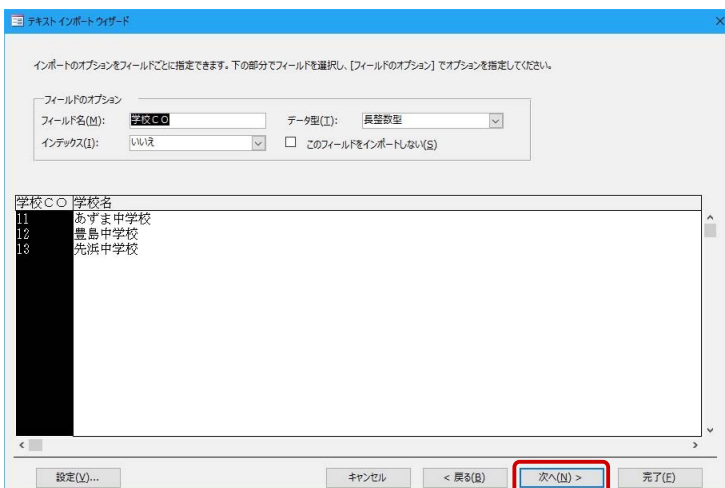 テキスト インポート ウィザード
インポートのオプションをフィールドごとに指定できます。下の部分でフィールドを選択し、[フィールドのオプション] でオプションを指定してください。
フィールドのオプション
フィールド名(M): 学校CO データ型(T): 長整数型
インデックス(I): いいえ このフィールドをインポートしない(S)
学校CO 学校名
11 あずま中学校
12 豊島中学校
13 先浜中学校
設定(V)... キャンセル < 戻る(B) 次へ(N) > 完了(F)